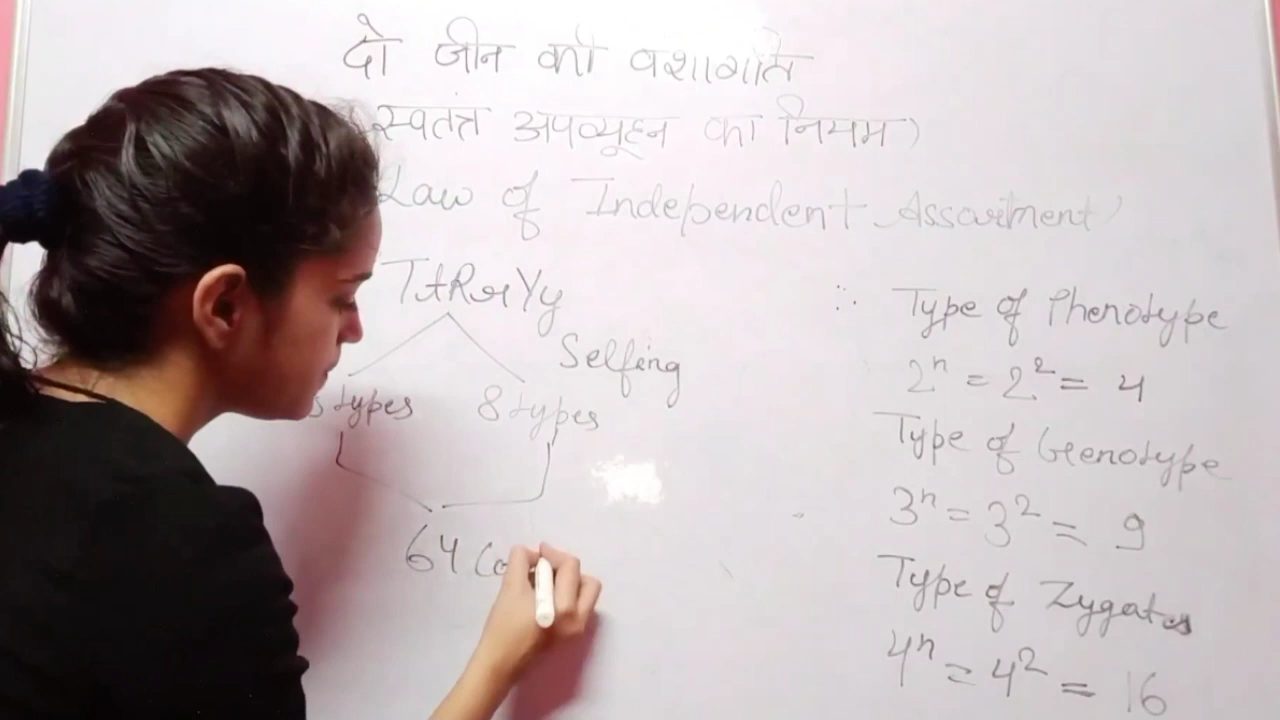 दो जीन की वंशागति
स्वतंत्र अपव्यूहन का नियम)
Law of Independent Assortment)
TtRrYy
Selfing
types 8 types
64 Co
∴ Type of Phenotype
2ⁿ = 2² = 4
Type of Genotype
3ⁿ = 3² = 9
Type of Zygotes
4ⁿ = 4² = 16